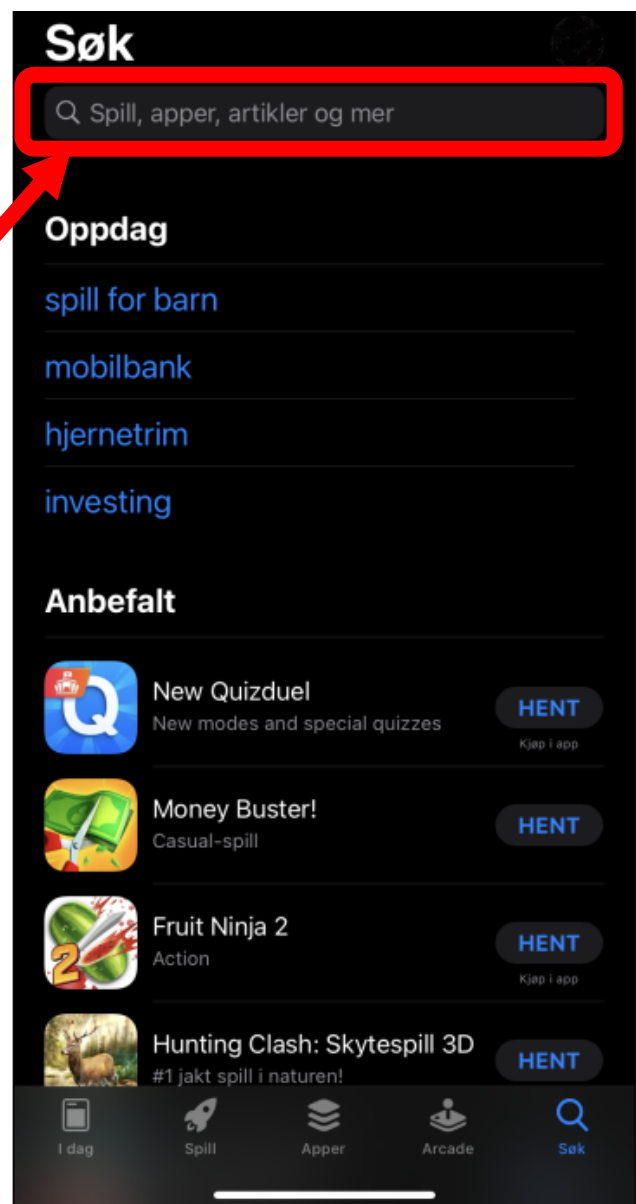 Søk
Spill, apper, artikler og mer
Oppdag
spill for barn
mobilbank
hjernetrim
investing
Anbefalt
Q
New Quizduel
New modes and special quizzes
HENT
Kjøp i app
Money Buster!
Casual-spill
HENT
2
Fruit Ninja 2
Action
HENT
Kjøp i app
Hunting Clash: Skytespill 3D
#1 jakt spill i naturen!
HENT
I dag
Spill
Apper
Arcade
Søk